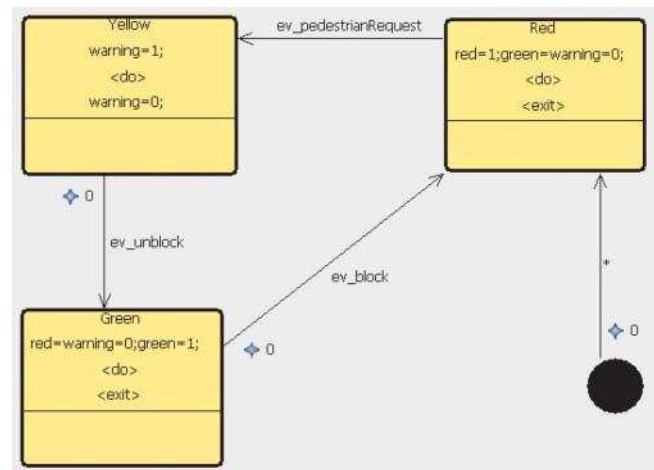 Yellow
warning=1;
<do>
warning=0;
ev_pedestrianRequest
Red
red=1;green=warning=0;
<do>
<exit>
0
ev_unblock
ev_block
*
0
Green
red=warning=0;green=1;
<do>
<exit>
0